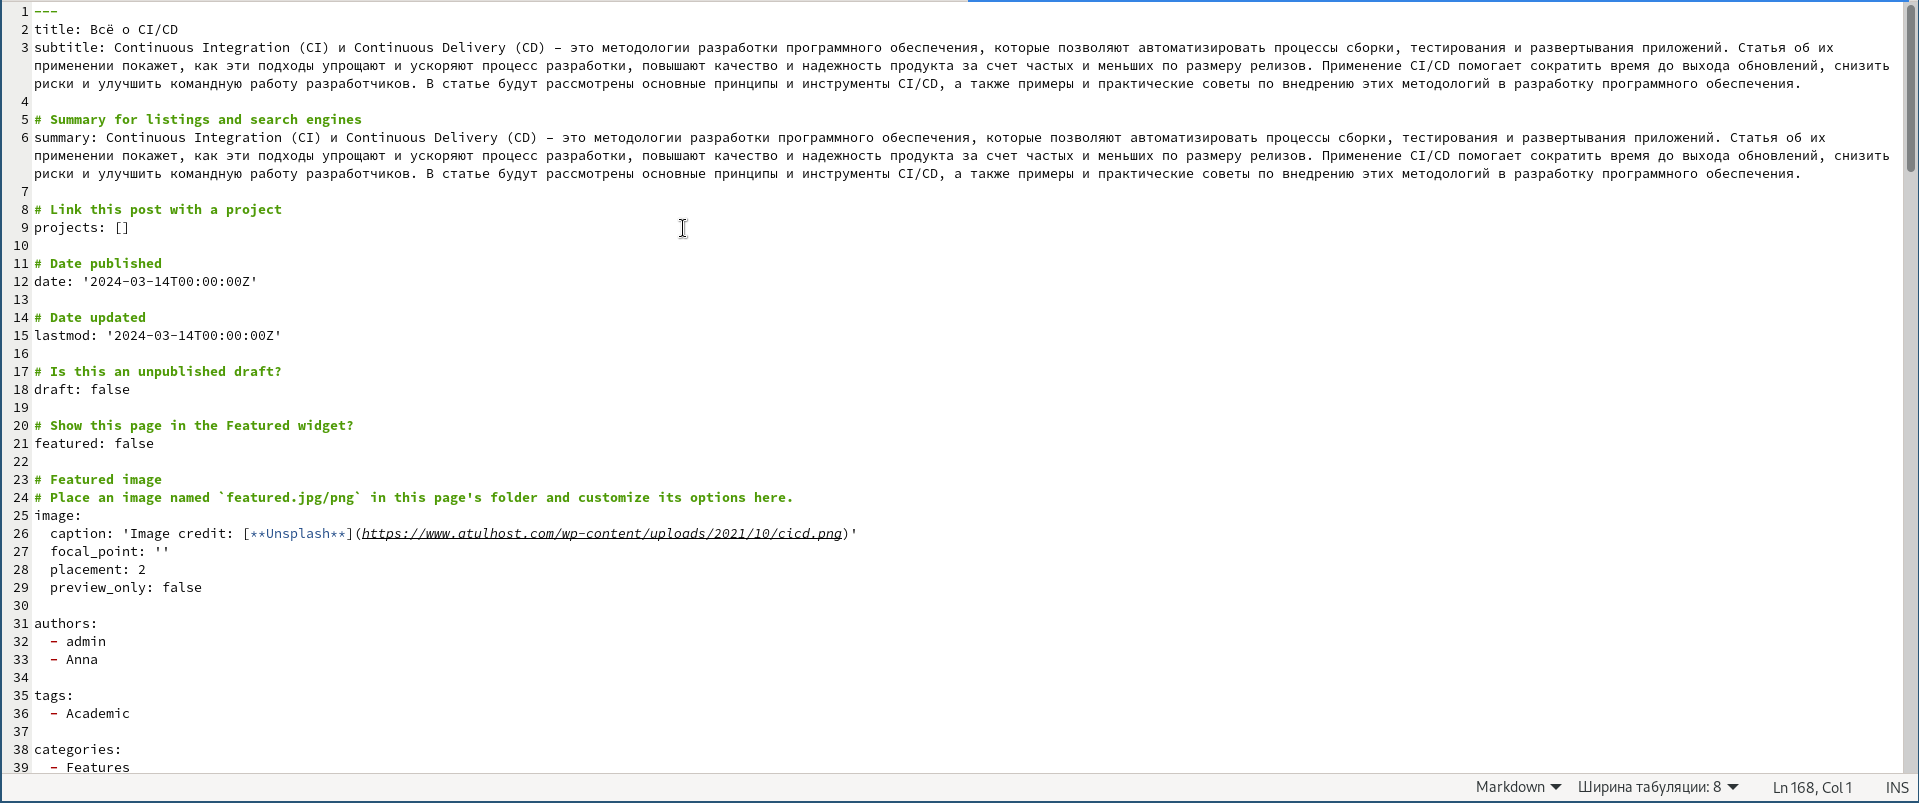 1 ---
2 title: Всё о CI/CD
3 subtitle: Continuous Integration (CI) и Continuous Delivery (CD) – это методологии разработки программного обеспечения, которые позволяют автоматизировать процессы сборки, тестирования и развертывания приложений. Статья об их
применении покажет, как эти подходы упрощают и ускоряют процесс разработки, повышают качество и надежность продукта за счет частых и меньших по размеру релизов. Применение CI/CD помогает сократить время до выхода обновлений, снизить
риски и улучшить командную работу разработчиков. В статье будут рассмотрены основные принципы и инструменты CI/CD, а также примеры и практические советы по внедрению этих методологий в разработку программного обеспечения.
4
5 # Summary for listings and search engines
6 summary: Continuous Integration (CI) и Continuous Delivery (CD) – это методологии разработки программного обеспечения, которые позволяют автоматизировать процессы сборки, тестирования и развертывания приложений. Статья об их
применении покажет, как эти подходы упрощают и ускоряют процесс разработки, повышают качество и надежность продукта за счет частых и меньших по размеру релизов. Применение CI/CD помогает сократить время до выхода обновлений, снизить
риски и улучшить командную работу разработчиков. В статье будут рассмотрены основные принципы и инструменты CI/CD, а также примеры и практические советы по внедрению этих методологий в разработку программного обеспечения.
7
8 # Link this post with a project
9 projects: []
10
11 # Date published
12 date: '2024-03-14T00:00:00Z'
13
14 # Date updated
15 lastmod: '2024-03-14T00:00:00Z'
16
17 # Is this an unpublished draft?
18 draft: false
19
20 # Show this page in the Featured widget?
21 featured: false
22
23 # Featured image
24 # Place an image named `featured.jpg/png` in this page's folder and customize its options here.
25 image:
26   caption: 'Image credit: [**Unsplash**](https://www.atulhost.com/wp-content/uploads/2021/10/cicd.png)'
27   focal_point: ''
28   placement: 2
29   preview_only: false
30
31 authors:
32   - admin
33   - Anna
34
35 tags:
36   - Academic
37
38 categories:
39   - Features
Markdown Ширина табуляции: 8 Ln 168, Col 1 INS